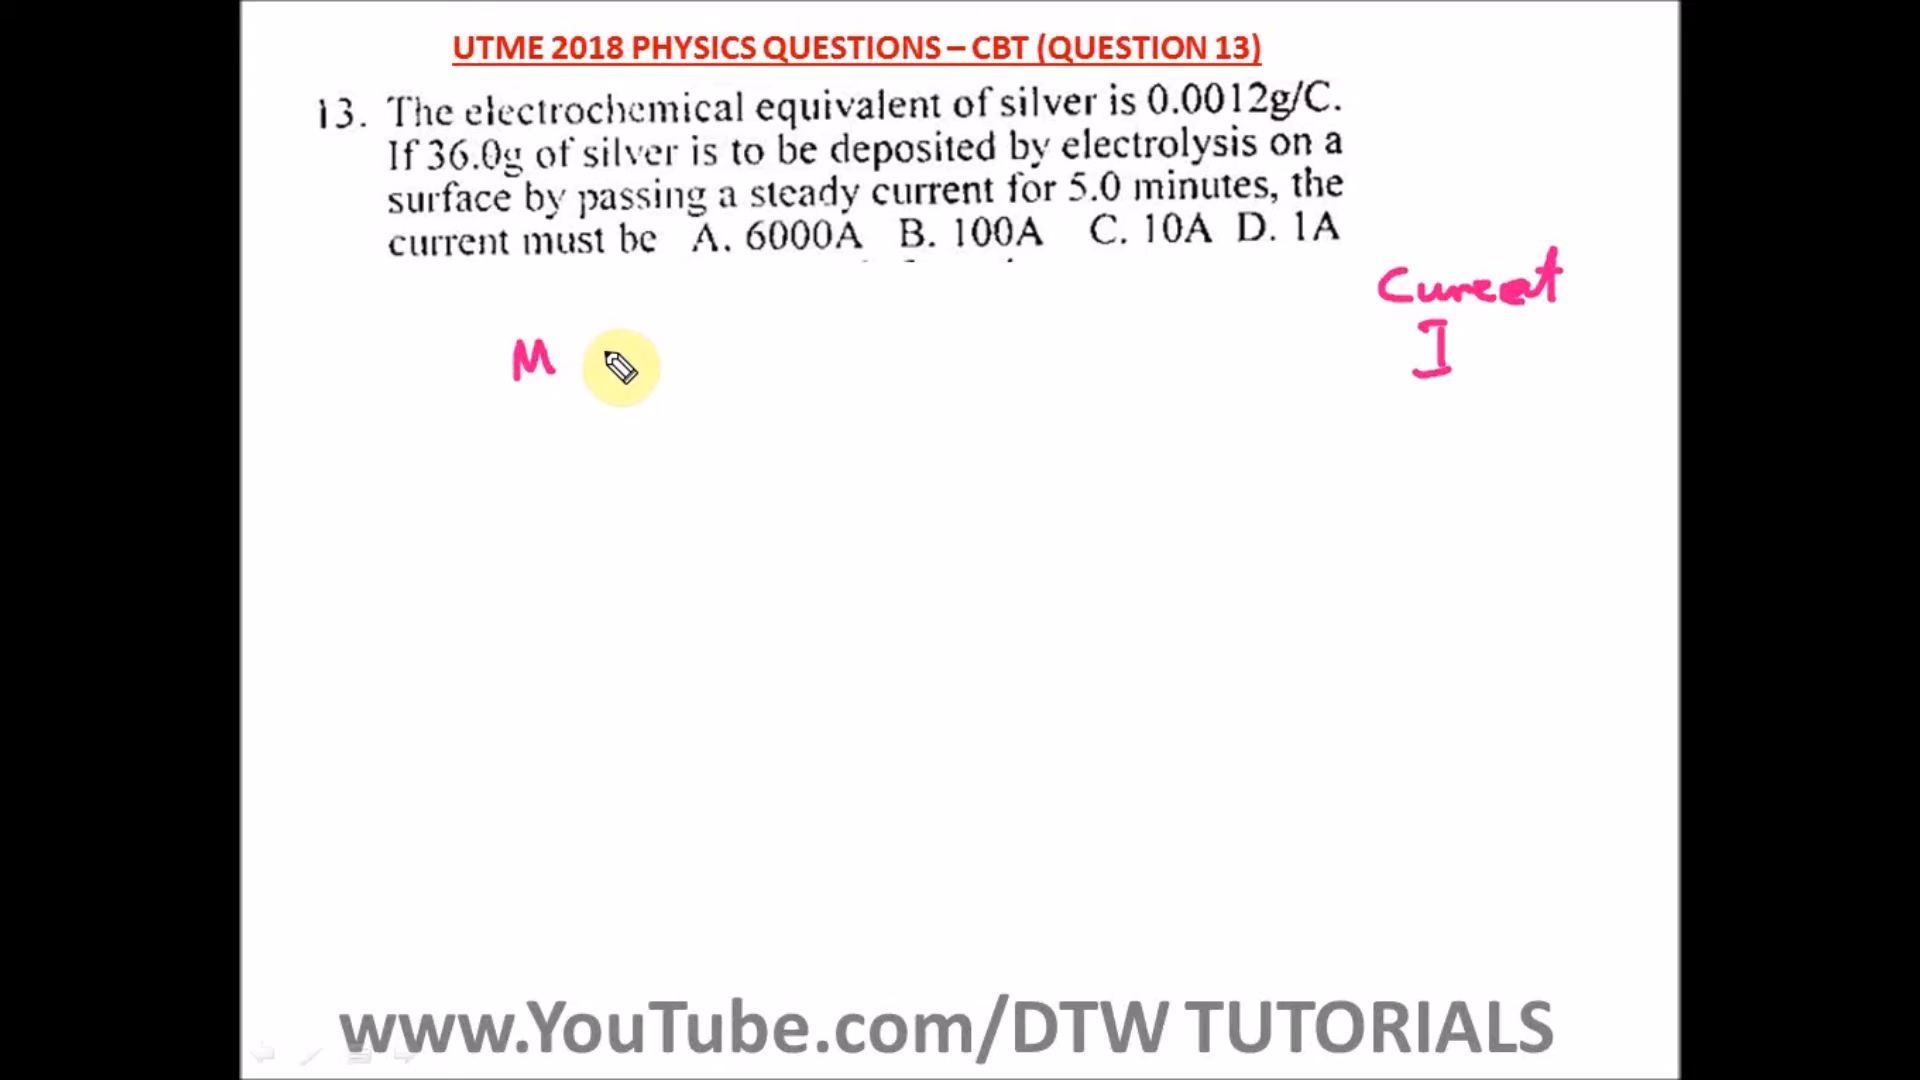 UTME 2018 PHYSICS QUESTIONS – CBT (QUESTION 13)
13. The electrochemical equivalent of silver is 0.0012g/C.
If 36.0g of silver is to be deposited by electrolysis on a
surface by passing a steady current for 5.0 minutes, the
current must be A. 6000A B. 100A C. 10A D. 1A
Current
I
M
www.YouTube.com/DTW TUTORIALS